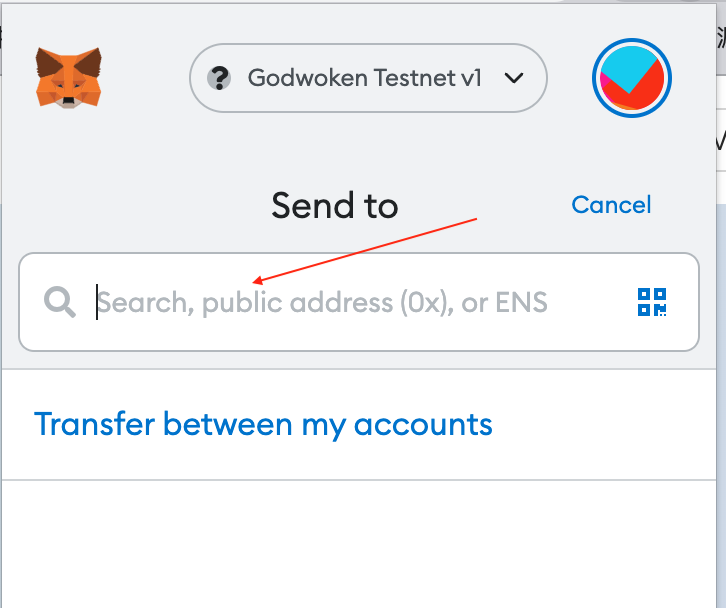 Godwoken Testnet v1
Send to
Cancel
Search, public address (0x), or ENS
Transfer between my accounts